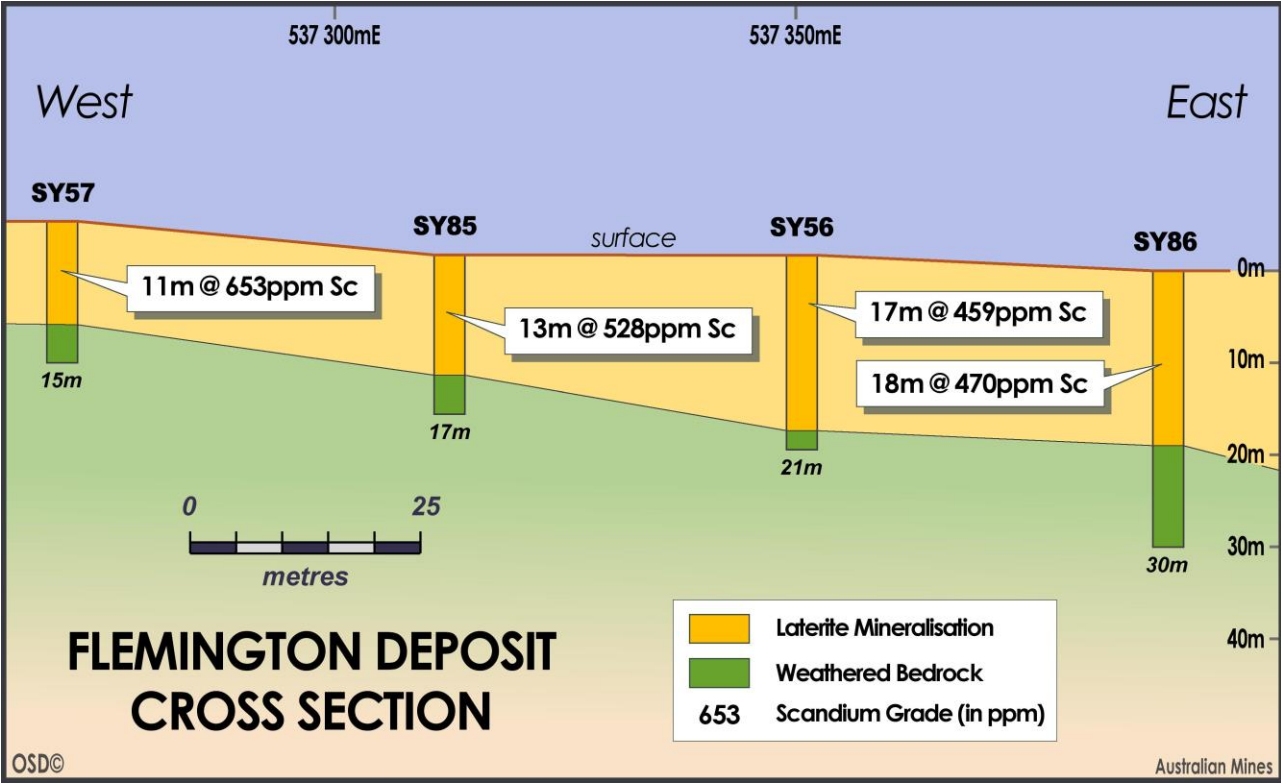 537 300mE
537 350mE
West
East
SY57
SY85
surface
SY56
SY86
0m
11m @ 653ppm Sc
13m @ 528ppm Sc
17m @ 459ppm Sc
10m
18m @ 470ppm Sc
15m
17m
21m
20m
30m
30m
0
25
metres
40m
FLEMINGTON DEPOSIT
CROSS SECTION
Laterite Mineralisation
Weathered Bedrock
653 Scandium Grade (in ppm)
OSD©
Australian Mines